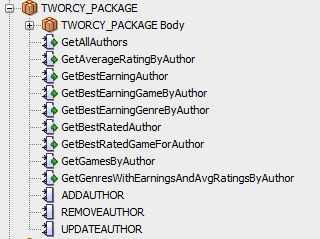 TWORCY_PACKAGE
TWORCY_PACKAGE Body
GetAllAuthors
GetAverageRatingByAuthor
GetBestEarningAuthor
GetBestEarningGameByAuthor
GetBestEarningGenreByAuthor
GetBestRatedAuthor
GetBestRatedGameForAuthor
GetGamesByAuthor
GetGenresWithEarningsAndAvgRatingsByAuthor
ADDAUTHOR
REMOVEAUTHOR
UPDATEAUTHOR